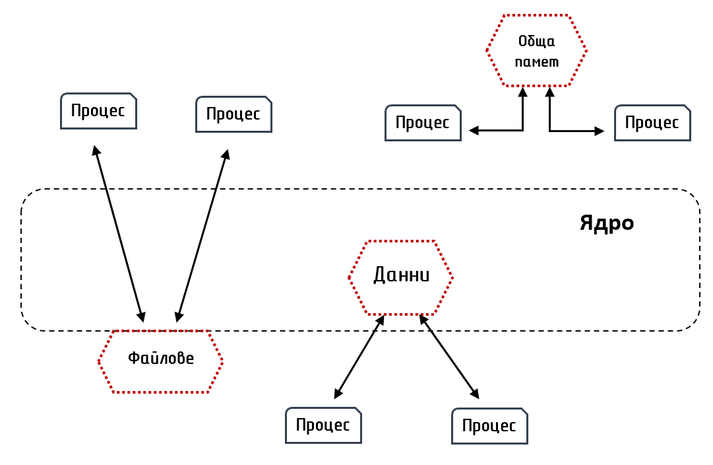 Обща
памет
Процес
Процес
Процес
Процес
Ядро
Данни
Файлове
Процес
Процес